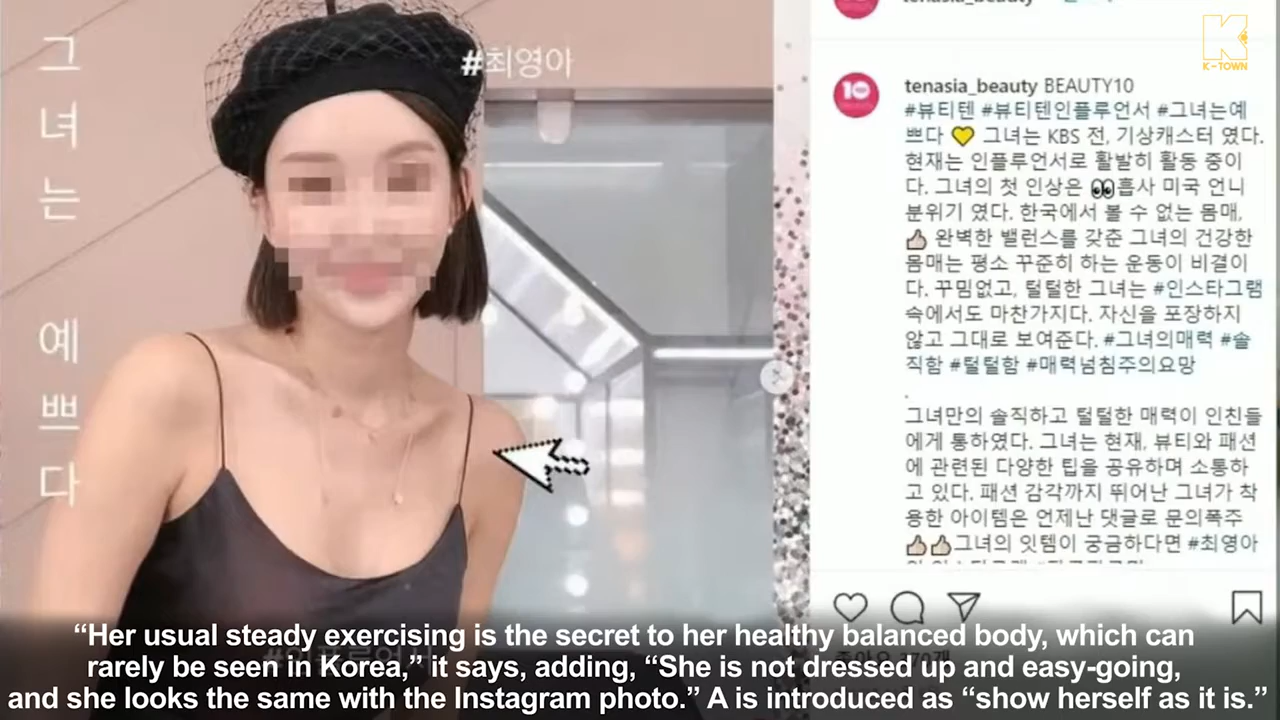 그녀는 예쁘다
#최영아
K-TOWN
tenasia_beauty
10
tenasia_beauty BEAUTY10
#뷰티텐 #뷰티텐인플루언서 #그녀는예
쁘다 💛 그녀는 KBS 전, 기상캐스터 였다.
현재는 인플루언서로 활발히 활동 중이
다. 그녀의 첫 인상은 👀흡사 미국 언니
분위기 였다. 한국에서 볼 수 없는 몸매,
👍 완벽한 밸런스를 갖춘 그녀의 건강한
몸매는 평소 꾸준히 하는 운동이 비결이
다. 꾸밈없고, 털털한 그녀는 #인스타그램
속에서도 마찬가지다. 자신을 포장하지
않고 그대로 보여준다. #그녀의매력 #솔
직함 #털털함 #매력넘침주의요망
.
그녀만의 솔직하고 털털한 매력이 인친들
에게 통하였다. 그녀는 현재, 뷰티와 패션
에 관련된 다양한 팁을 공유하며 소통하
고 있다. 패션 감각까지 뛰어난 그녀가 착
용한 아이템은 언제난 댓글로 문의폭주
👍👍그녀의 잇템이 궁금하다면 #최영아
“Her usual steady exercising is the secret to her healthy balanced body, which can
rarely be seen in Korea,” it says, adding, “She is not dressed up and easy-going,
and she looks the same with the Instagram photo.” A is introduced as “show herself as it is.”